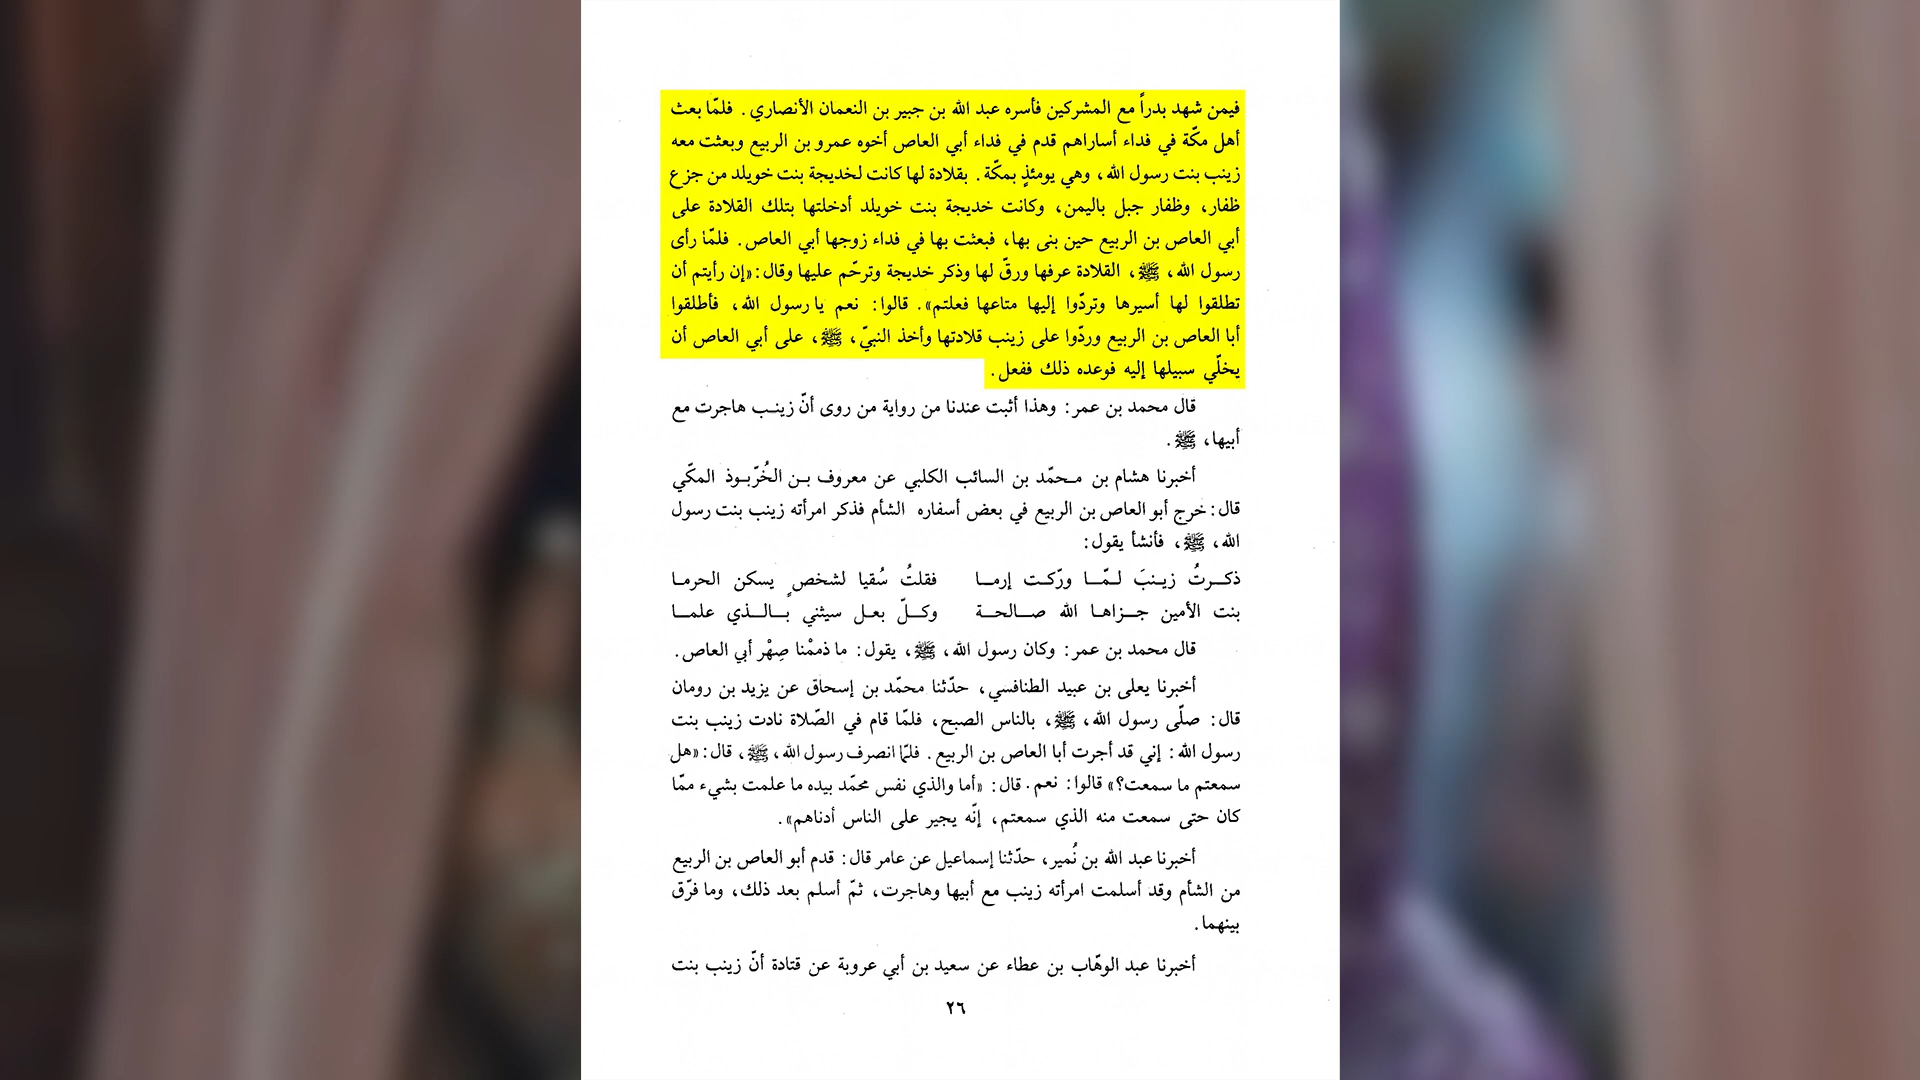 فيمن شهد بدراً مع المشركين فأسره عبد الله بن جبير بن النعمان الأنصاري. فلمّا بعث
أهل مكّة في فداء أساراهم قدم في فداء أبي العاص أخوه عمرو بن الربيع وبعثت معه
زينب بنت رسول الله، وهي يومئذٍ بمكّة. بقلادة لها كانت لخديجة بنت خويلد من جزع
ظفار، وظفار جبل باليمن، وكانت خديجة بنت خويلد أدخلتها بتلك القلادة على
أبي العاص بن الربيع حين بنى بها، فبعثت بها في فداء زوجها أبي العاص. فلمّا رأى
رسول الله، ﷺ، القلادة عرفها ورقّ لها وذكر خديجة وترحّم عليها وقال: «إن رأيتم أن
تطلقوا لها أسيرها وتردّوا إليها متاعها فعلتم». قالوا: نعم يا رسول الله، فأطلقوا
أبا العاص بن الربيع وردّوا على زينب قلادتها وأخذ النبيّ، ﷺ، على أبي العاص أن
يخلّي سبيلها إليه فوعده ذلك ففعل.
قال محمد بن عمر: وهذا أثبت عندنا من رواية من روى أنّ زينب هاجرت مع
أبيها، ﷺ.
أخبرنا هشام بن محمّد بن السائب الكلبي عن معروف بن الخُرّبوذ المكّي
قال: خرج أبو العاص بن الربيع في بعض أسفاره الشأم فذكر امرأته زينب بنت رسول
الله، ﷺ، فأنشأ يقول:
ذكرتُ زينبَ لمّا ورّكت إرما فقلتُ سُقيا لشخصٍ يسكن الحرما
بنت الأمين جزاها الله صالحة وكلّ بعل سيثني بالذي علما
قال محمد بن عمر: وكان رسول الله، ﷺ، يقول: ما ذممْنا صِهْر أبي العاص.
أخبرنا يعلى بن عبيد الطنافسي، حدّثنا محمّد بن إسحاق عن يزيد بن رومان
قال: صلّى رسول الله، ﷺ، بالناس الصبح، فلمّا قام في الصّلاة نادت زينب بنت
رسول الله: إني قد أجرت أبا العاص بن الربيع. فلمّا انصرف رسول الله، ﷺ، قال: «هل
سمعتم ما سمعت؟» قالوا: نعم. قال: «أما والذي نفس محمّد بيده ما علمت بشيء ممّا
كان حتى سمعت منه الذي سمعتم، إنّه يجير على الناس أدناهم».
أخبرنا عبد الله بن نُمير، حدّثنا إسماعيل عن عامر قال: قدم أبو العاص بن الربيع
من الشأم وقد أسلمت امرأته زينب مع أبيها وهاجرت، ثمّ أسلم بعد ذلك، وما فرّق
بينهما.
أخبرنا عبد الوهّاب بن عطاء عن سعيد بن أبي عروبة عن قتادة أنّ زينب بنت
٢٦